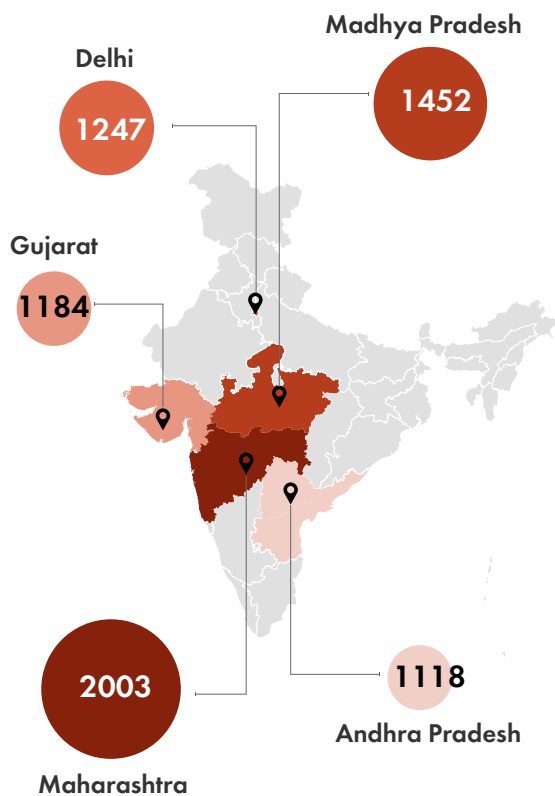 Madhya Pradesh
1452
Delhi
1247
Gujarat
1184
2003
Maharashtra
1118
Andhra Pradesh